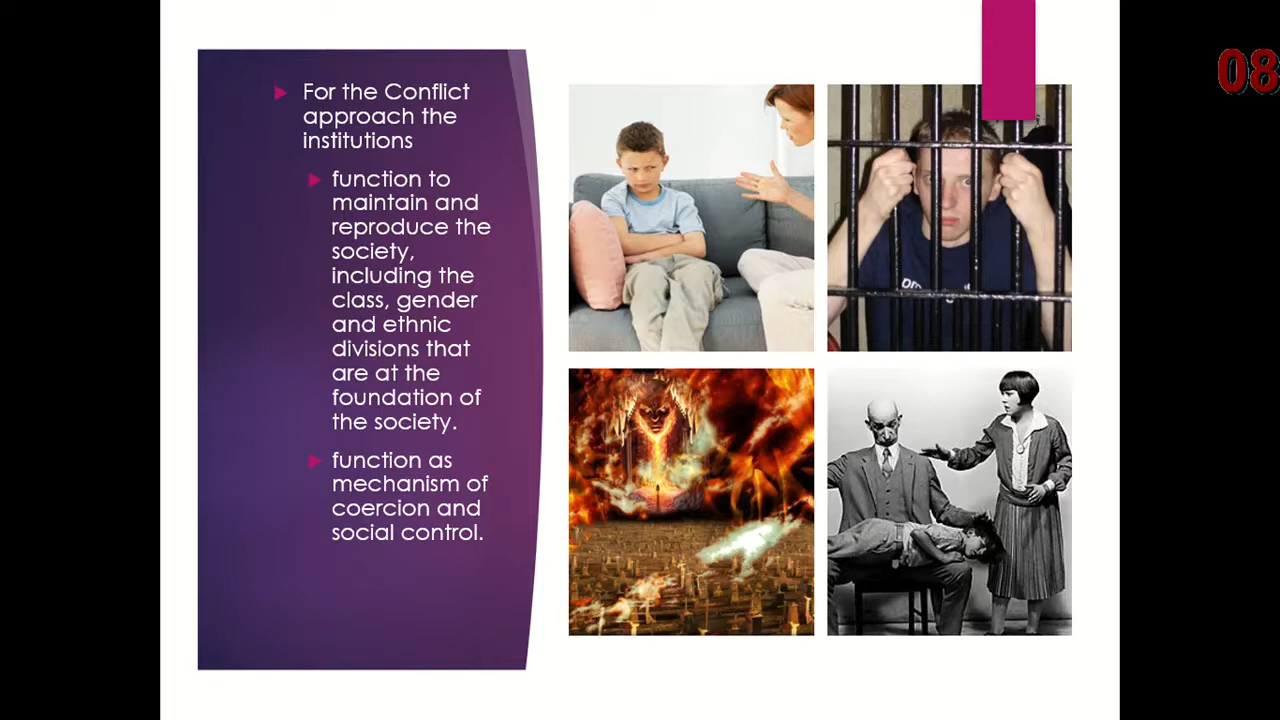 For the Conflict
approach the
institutions
function to
maintain and
reproduce the
society,
including the
class, gender
and ethnic
divisions that
are at the
foundation of
the society.
function as
mechanism of
coercion and
social control.
08